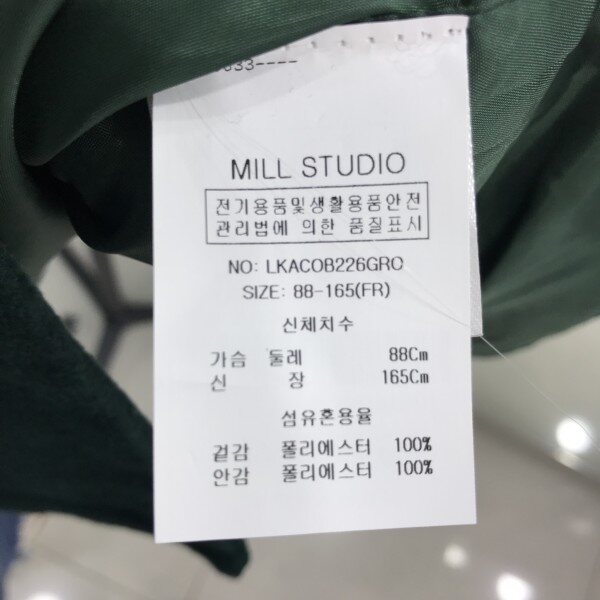 MILL STUDIO
전기용품및생활용품안전
관리법에 의한 품질표시
NO: LKACOB226GRO
SIZE: 88-165(FR)
신체치수
가슴 둘레 88Cm
신 장 165Cm
섬유혼용율
겉감 폴리에스터 100%
안감 폴리에스터 100%